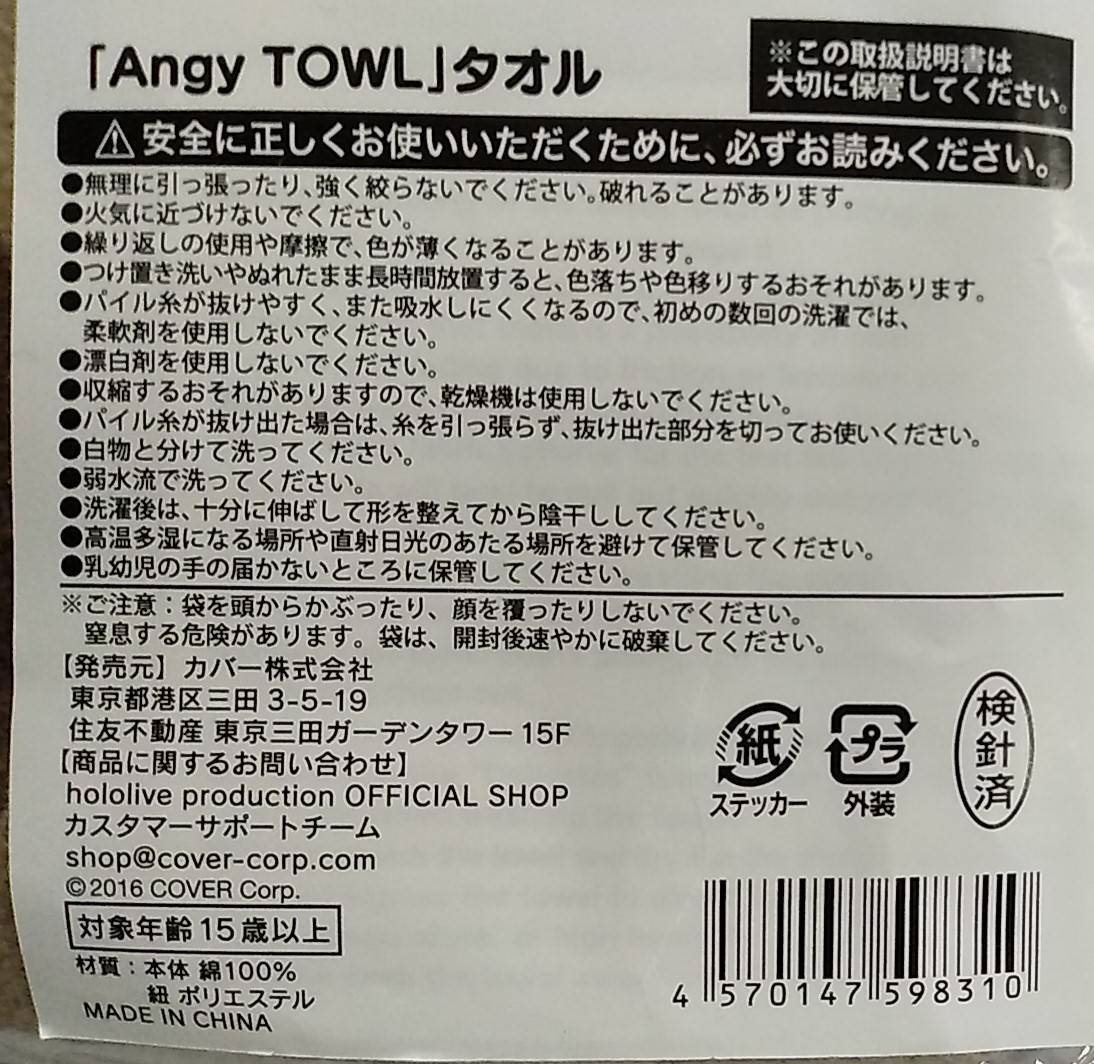 「Angy TOWL」タオル
※この取扱説明書は
大切に保管してください。
⚠安全に正しくお使いいただくために、必ずお読みください。
●無理に引っ張ったり、強く絞らないでください。破れることがあります。
●火気に近づけないでください。
●繰り返しの使用や摩擦で、色が薄くなることがあります。
●つけ置き洗いやぬれたまま長時間放置すると、色落ちや色移りするおそれがあります。
●パイル糸が抜けやすく、また吸水しにくくなるので、初めの数回の洗濯では、
柔軟剤を使用しないでください。
●漂白剤を使用しないでください。
●収縮するおそれがありますので、乾燥機は使用しないでください。
●パイル糸が抜け出た場合は、糸を引っ張らず、抜け出た部分を切ってお使いください。
●白物と分けて洗ってください。
●弱水流で洗ってください。
●洗濯後は、十分に伸ばして形を整えてから陰干ししてください。
●高温多湿になる場所や直射日光のあたる場所を避けて保管してください。
●乳幼児の手の届かないところに保管してください。
※ご注意：袋を頭からかぶったり、顔を覆ったりしないでください。
窒息する危険があります。袋は、開封後速やかに破棄してください。
【発売元】カバー株式会社
東京都港区三田 3-5-19
住友不動産 東京三田ガーデンタワー 15F
【商品に関するお問い合わせ】
hololive production OFFICIAL SHOP
カスタマーサポートチーム
shop@cover-corp.com
©2016 COVER Corp.
対象年齢 15 歳以上
材質：本体 綿100%
紐 ポリエステル
MADE IN CHINA
紙
ステッカー
プラ
外装
検針済
4 570147 598310